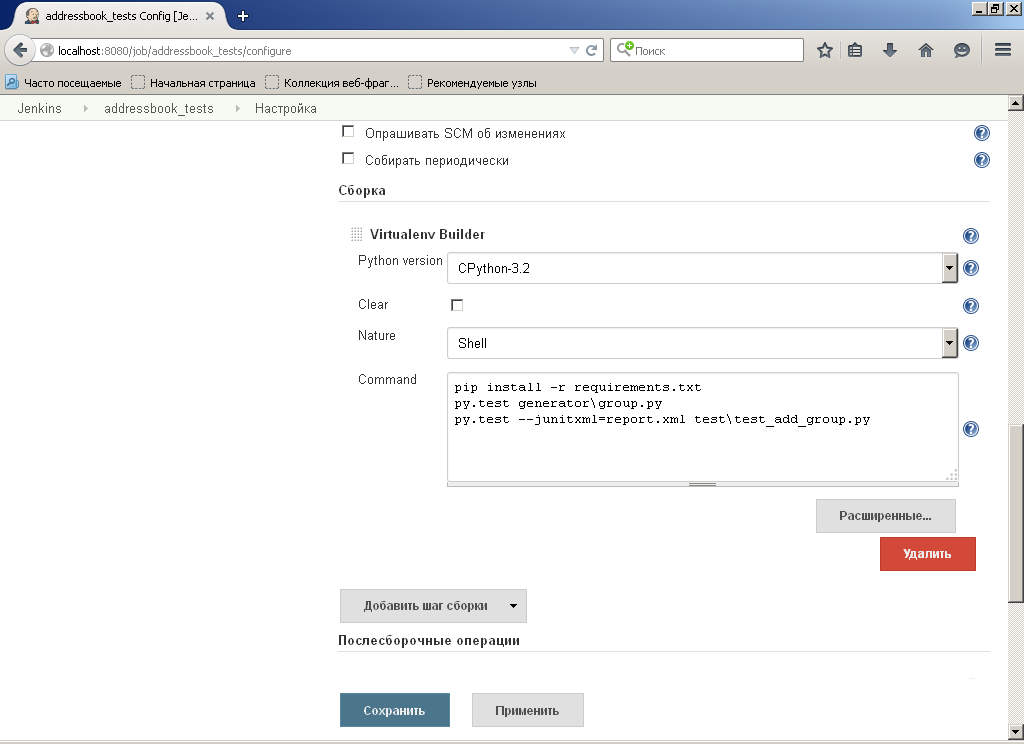 addressbook_tests Config [Je...
localhost:8080/job/addressbook_tests/configure
Поиск
Часто посещаемые
Начальная страница
Коллекция веб-фраг...
Рекомендуемые узлы
Jenkins
addressbook_tests
Настройка
Опрашивать SCM об изменениях
Собирать периодически
Сборка
Virtualenv Builder
Python version
CPython-3.2
Clear
Nature
Shell
Command
pip install -r requirements.txt
py.test generator\group.py
py.test --junitxml=report.xml test\test_add_group.py
Расширенные...
Удалить
Добавить шаг сборки
Послесборочные операции
Сохранить
Применить